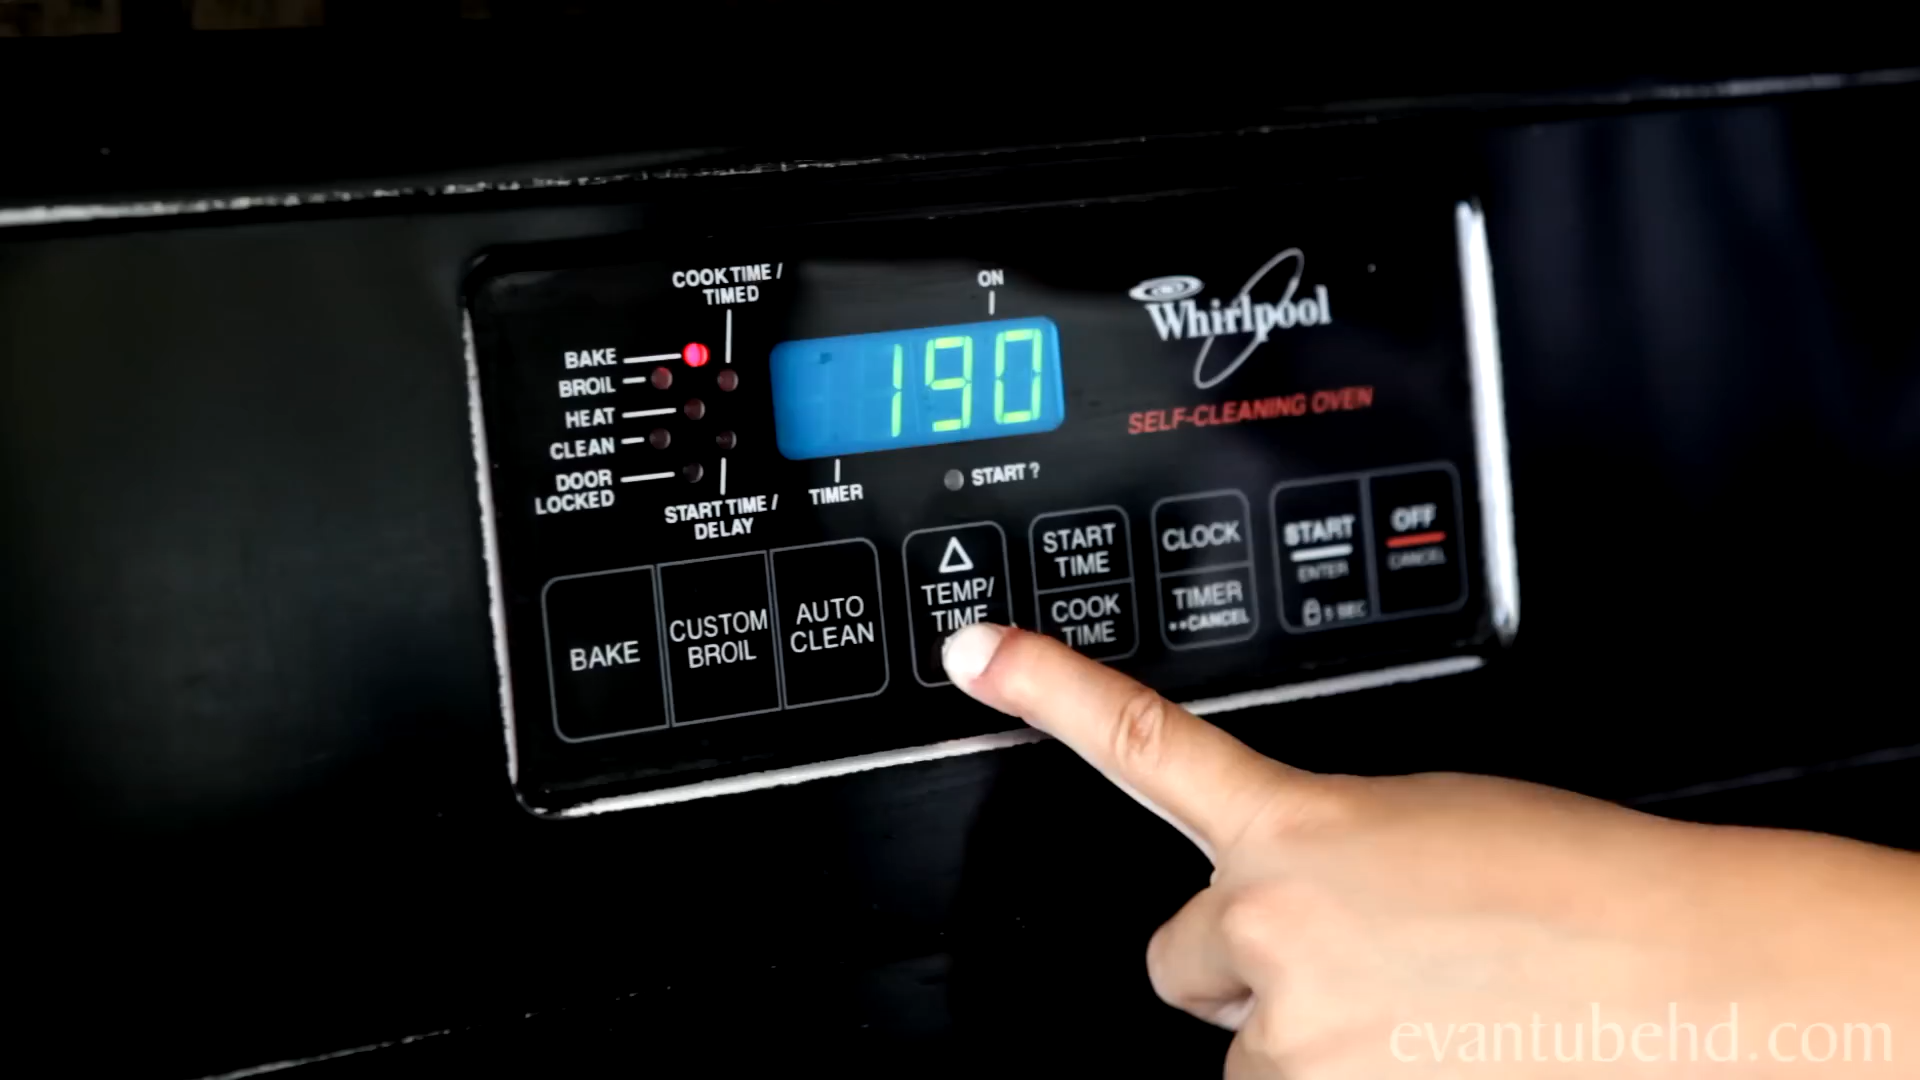 COOK TIME /
TIMED
ON
BAKE
BROIL
HEAT
CLEAN
DOOR
LOCKED
START TIME /
DELAY
190
TIMER
START ?
Whirlpool
SELF-CLEANING OVEN
BAKE
CUSTOM
BROIL
AUTO
CLEAN
TEMP/
TIME
START
TIME
COOK
TIME
CLOCK
TIMER
••CANCEL
START
ENTER
5 SEC
OFF
CANCEL
evantubehd.com